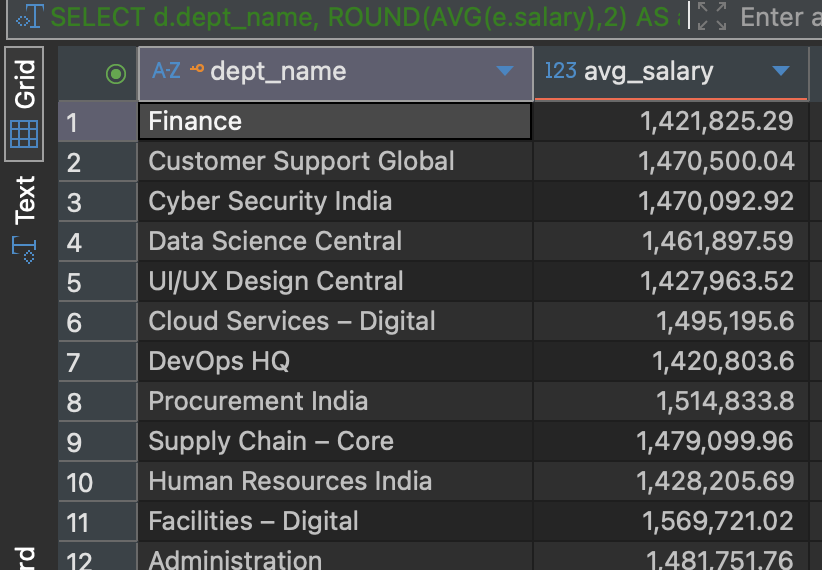 SELECT d.dept_name, ROUND(AVG(e.salary),2) AS Enter a
Grid
Text
A-Z dept_name 123 avg_salary
1 Finance 1,421,825.29
2 Customer Support Global 1,470,500.04
3 Cyber Security India 1,470,092.92
4 Data Science Central 1,461,897.59
5 UI/UX Design Central 1,427,963.52
6 Cloud Services – Digital 1,495,195.6
7 DevOps HQ 1,420,803.6
8 Procurement India 1,514,833.8
9 Supply Chain – Core 1,479,099.96
10 Human Resources India 1,428,205.69
11 Facilities – Digital 1,569,721.02
12 Administration 1,481,751.76
rd